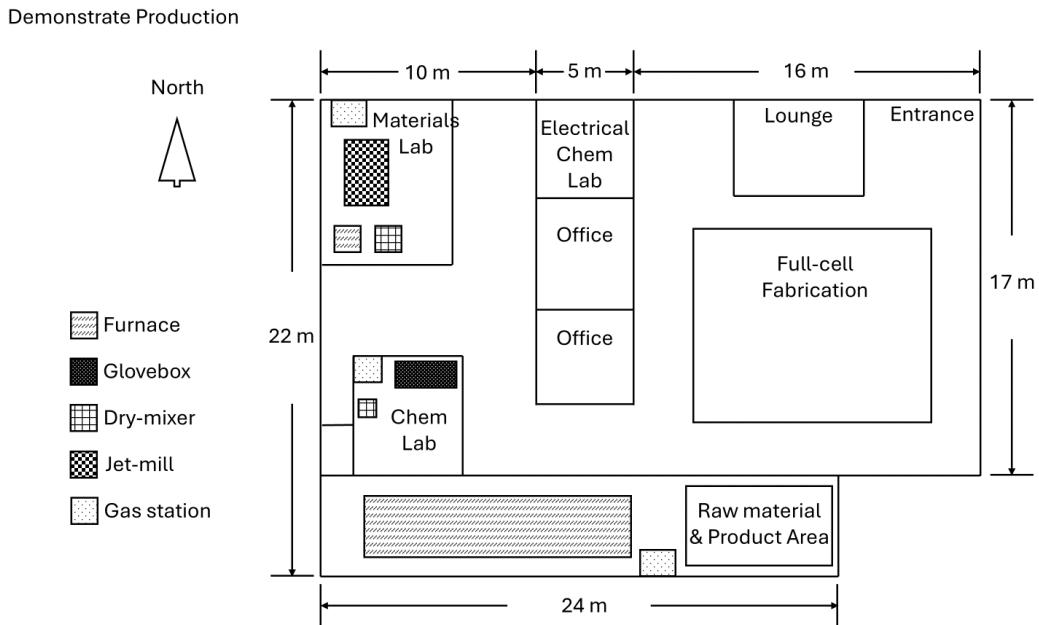 Demonstrate Production
North
10 m
5 m
16 m
Materials
Lab
Electrical
Chem
Lab
Lounge
Entrance
Office
Full-cell
Fabrication
17 m
Furnace
22 m
Office
Glovebox
Dry-mixer
Chem
Lab
Jet-mill
Gas station
Raw material
& Product Area
24 m